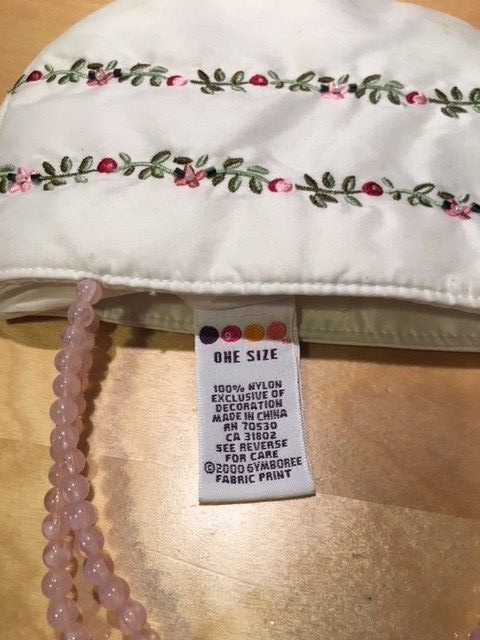 ONE SIZE
100% NYLON
EXCLUSIVE OF
DECORATION
MADE IN CHINA
RN 70530
CA 31802
SEE REVERSE
FOR CARE
©2000 GYMBOREE
FABRIC PRINT